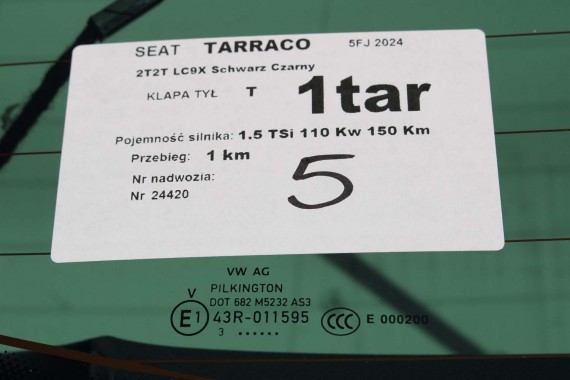 SEAT TARRACO 5FJ 2024
2T2T LC9X Schwarz Czarny
KLAPA TYŁ T 1tar
Pojemność silnika: 1.5 TSi 110 Kw 150 Km
Przebieg: 1 km
Nr nadwozia: 5
Nr 24420
VW AG
V PILKINGTON
DOT 682 M5232 AS3
E1 43R-011595 CCC E 000200
3 ......